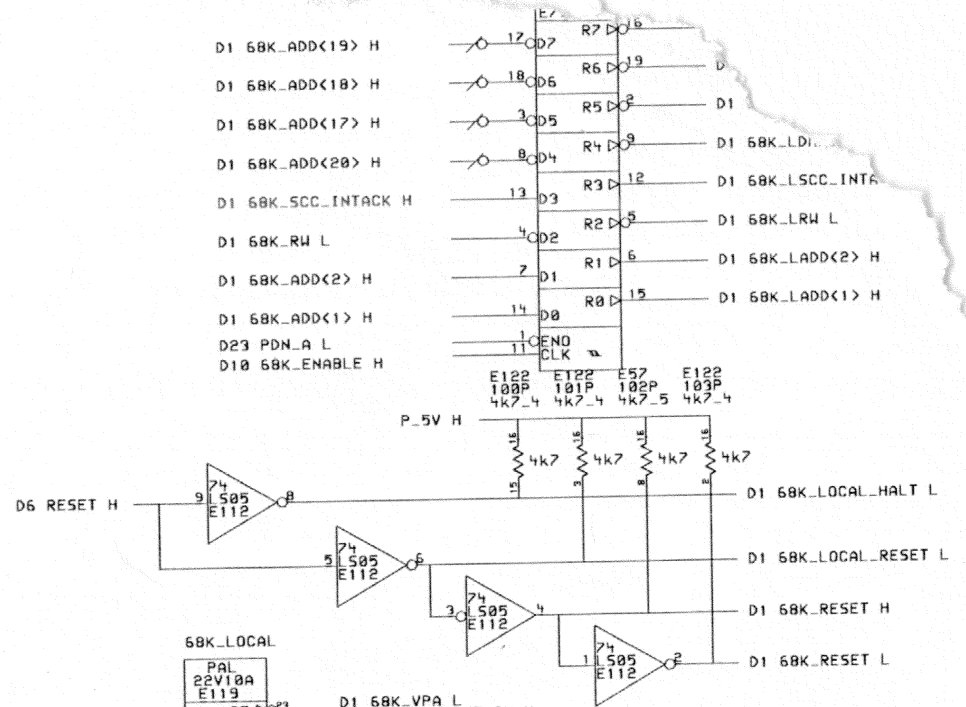 R7 16
D1 68K_ADD<19> H 17 D7
R6 19 D
D1 68K_ADD<18> H 18 D6
R5 2 D1
D1 68K_ADD<17> H 3 D5
R4 9 D1 68K_LD
D1 68K_ADD<20> H 8 D4
R3 12 D1 68K_LSCC_INTA
D1 68K_SCC_INTACK H 13 D3
R2 5 D1 68K_LRW L
D1 68K_RW L 4 D2
R1 6 D1 68K_LADD<2> H
D1 68K_ADD<2> H 7 D1
R0 15 D1 68K_LADD<1> H
D1 68K_ADD<1> H 14 D0
D23 PDN_A L 1 ENO
D10 68K_ENABLE H 11 CLK
E122 E122 E57 E122
100P 101P 102P 103P
4k7_4 4k7_4 4k7_5 4k7_4
P_5V H
16 16 16 16
4k7 4k7 4k7 4k7
15 3 8 2
D6 RESET H 9 74 LS05 E112 8 D1 68K_LOCAL_HALT L
5 74 LS05 E112 6 D1 68K_LOCAL_RESET L
3 74 LS05 E112 4 D1 68K_RESET H
1 74 LS05 E112 2 D1 68K_RESET L
68K_LOCAL
PAL
22V10A
E119
D1 68K_VPA L